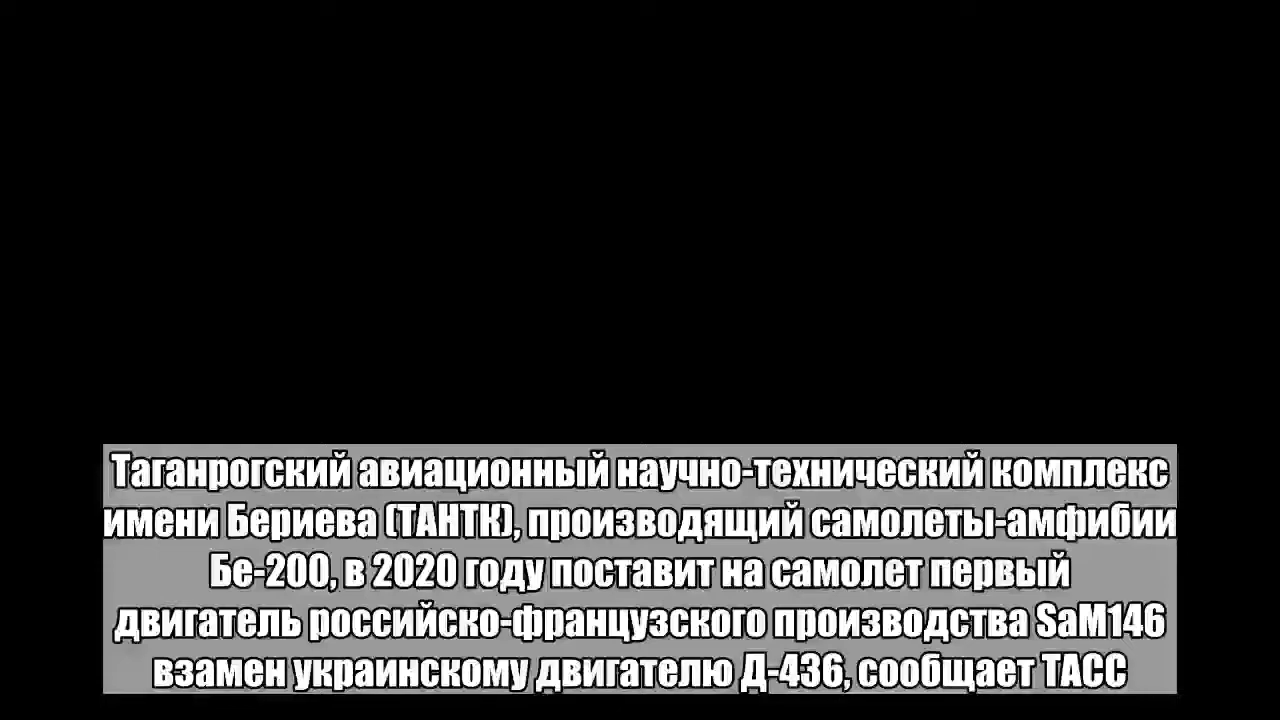 Таганрогский авиационный научно-технический комплекс
имени Бериева (ТАНТК), производящий самолеты-амфибии
Бе-200, в 2020 году поставит на самолет первый
двигатель российско-французского производства SaM146
взамен украинскому двигателю Д-436, сообщает ТАСС